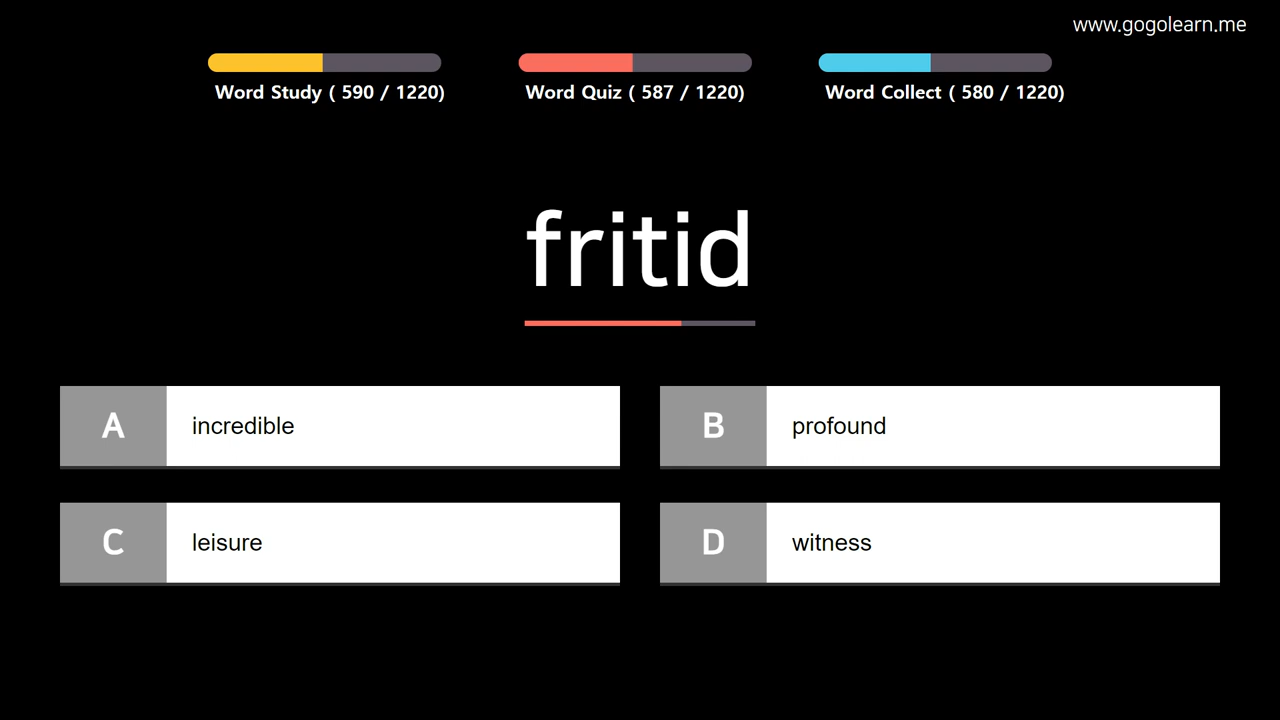 www.gogolearn.me
Word Study ( 590 / 1220)
Word Quiz ( 587 / 1220)
Word Collect ( 580 / 1220)
fritid
A incredible
B profound
C leisure
D witness